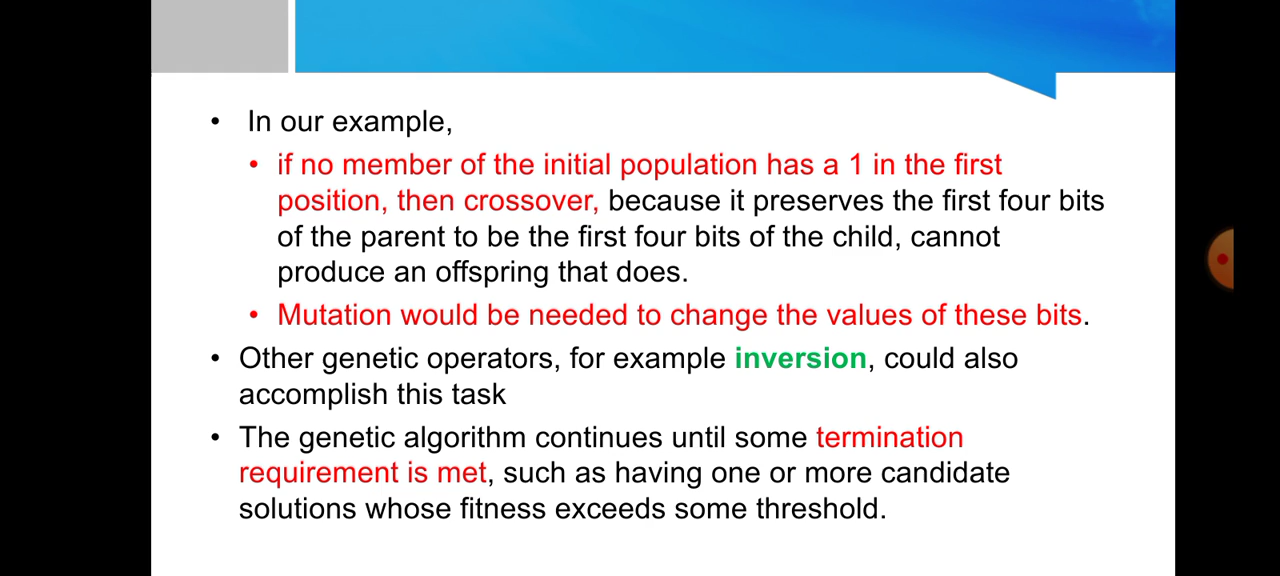 In our example,
if no member of the initial population has a 1 in the first
position, then crossover, because it preserves the first four bits
of the parent to be the first four bits of the child, cannot
produce an offspring that does.
Mutation would be needed to change the values of these bits.
Other genetic operators, for example inversion, could also
accomplish this task
The genetic algorithm continues until some termination
requirement is met, such as having one or more candidate
solutions whose fitness exceeds some threshold.